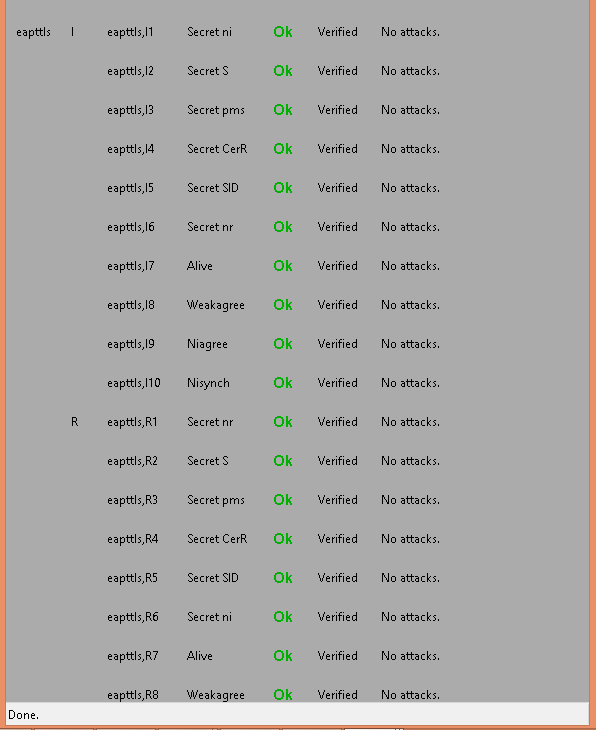 eapttls I eapttls,I1 Secret ni Ok Verified No attacks.
eapttls,I2 Secret S Ok Verified No attacks.
eapttls,I3 Secret pms Ok Verified No attacks.
eapttls,I4 Secret CerR Ok Verified No attacks.
eapttls,I5 Secret SID Ok Verified No attacks.
eapttls,I6 Secret nr Ok Verified No attacks.
eapttls,I7 Alive Ok Verified No attacks.
eapttls,I8 Weakagree Ok Verified No attacks.
eapttls,I9 Niagree Ok Verified No attacks.
eapttls,I10 Nisynch Ok Verified No attacks.
R eapttls,R1 Secret nr Ok Verified No attacks.
eapttls,R2 Secret S Ok Verified No attacks.
eapttls,R3 Secret pms Ok Verified No attacks.
eapttls,R4 Secret CerR Ok Verified No attacks.
eapttls,R5 Secret SID Ok Verified No attacks.
eapttls,R6 Secret ni Ok Verified No attacks.
eapttls,R7 Alive Ok Verified No attacks.
eapttls,R8 Weakagree Ok Verified No attacks.
Done.